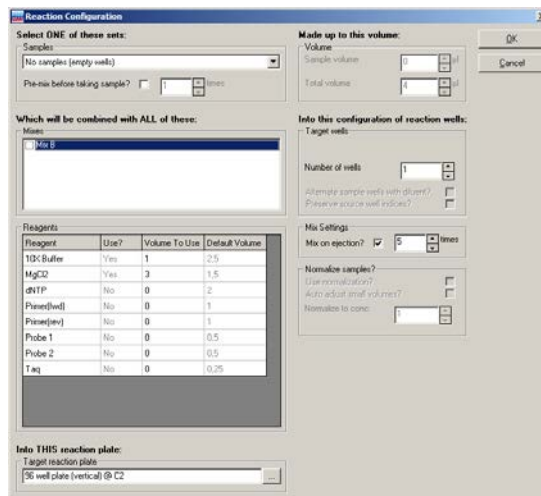 Reaction Configuration
Select ONE of these sets:
Samples
No samples (empty wells)
Pre-mix before taking sample?
1
times
Which will be combined with ALL of these:
Mixes
Mix B
Reagents
Reagent Use? Volume To Use Default Volume
10X Buffer Yes 1 2,5
MgCl2 Yes 3 1,5
dNTP No 0 2
Primer(fwd) No 0 1
Primer(rev) No 0 1
Probe 1 No 0 0,5
Probe 2 No 0 0,5
Taq No 0 0,25
Into THIS reaction plate:
Target reaction plate
96 well plate (vertical) @ C2
...
Made up to this volume:
Volume
Sample volume 0 µl
Total volume 4 µl
Into this configuration of reaction wells:
Target wells
Number of wells 1
Alternate sample wells with diluent?
Preserve source well indices?
Mix Settings
Mix on ejection? 5 times
Normalize samples?
Use normalization?
Auto adjust small volumes?
Normalize to conc: 1
OK
Cancel